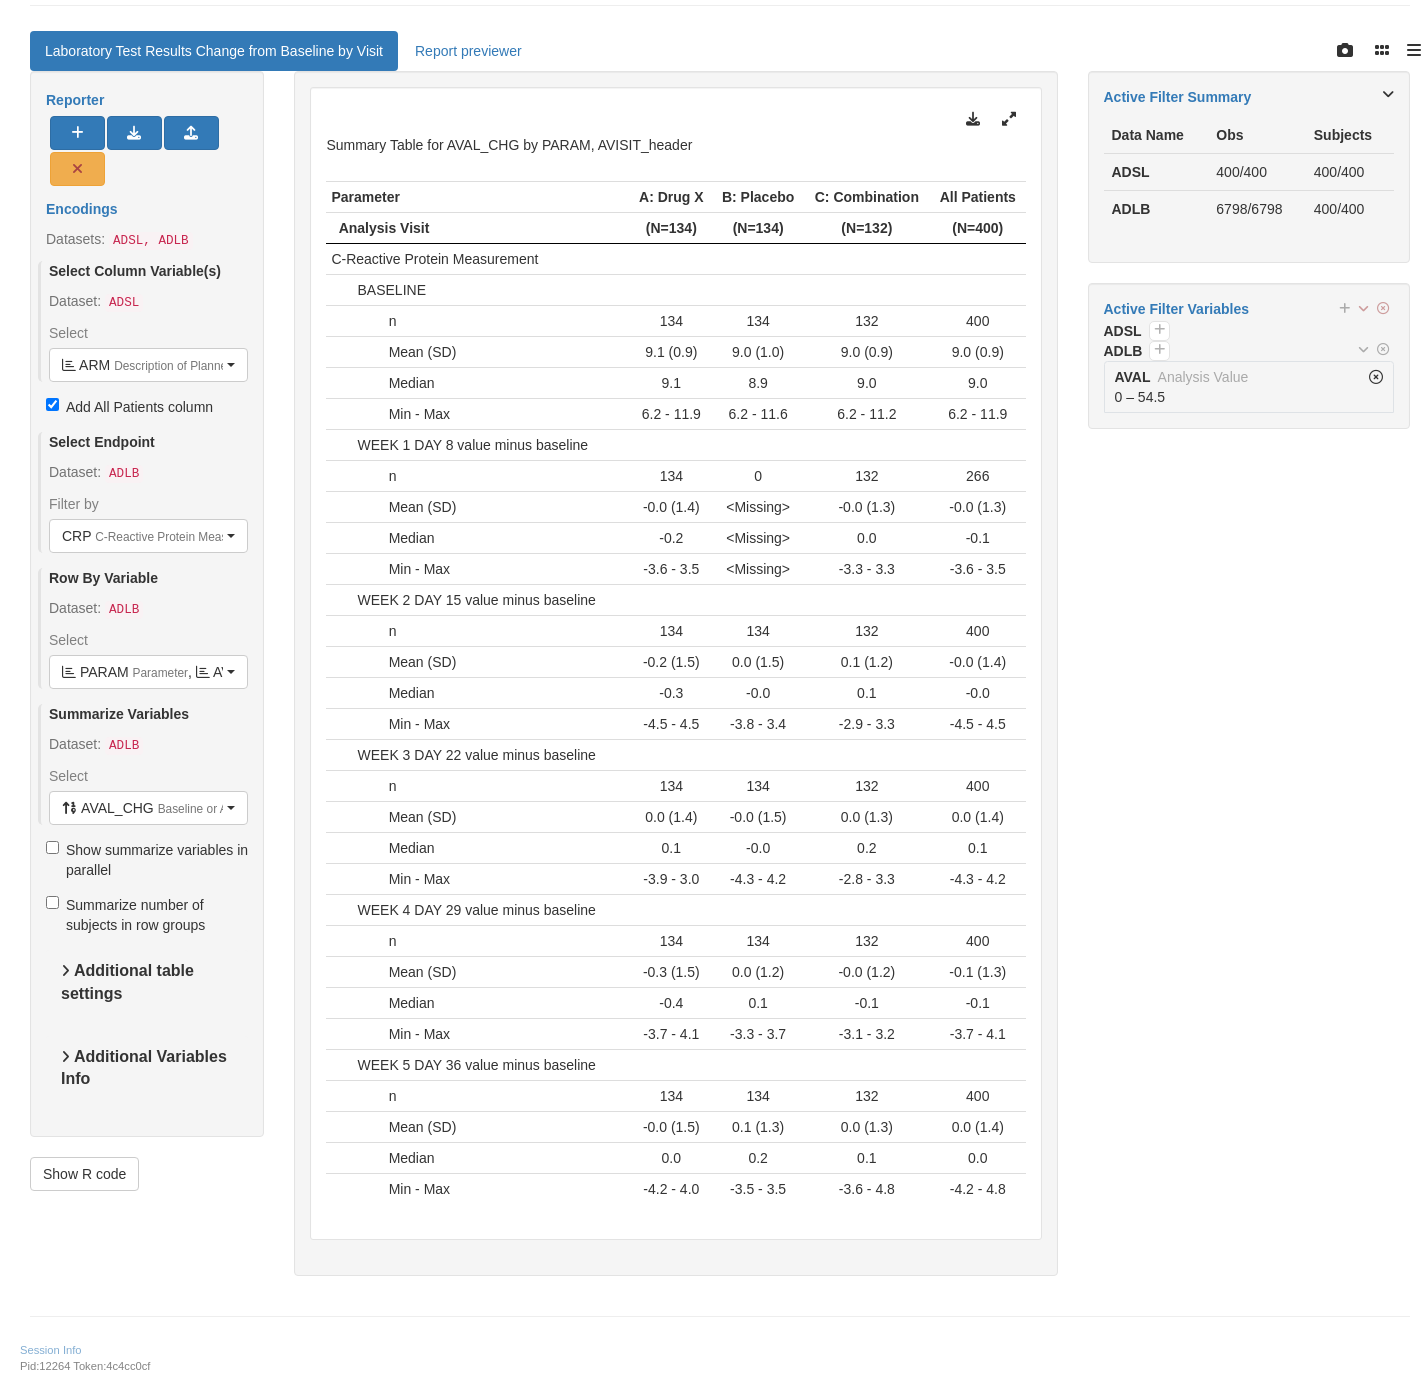 Laboratory Test Results Change from Baseline by Visit Report previewer
Reporter
Encodings
Datasets: ADSL, ADLB
Select Column Variable(s)
Dataset: ADSL
Select
ARM Description of Planne
Add All Patients column
Select Endpoint
Dataset: ADLB
Filter by
CRP C-Reactive Protein Meas
Row By Variable
Dataset: ADLB
Select
PARAM Parameter, AV
Summarize Variables
Dataset: ADLB
Select
AVAL_CHG Baseline or A
Show summarize variables in
parallel
Summarize number of
subjects in row groups
Additional table
settings
Additional Variables
Info
Show R code
Summary Table for AVAL_CHG by PARAM, AVISIT_header
Parameter A: Drug X B: Placebo C: Combination All Patients
Analysis Visit (N=134) (N=134) (N=132) (N=400)
C-Reactive Protein Measurement
BASELINE
n 134 134 132 400
Mean (SD) 9.1 (0.9) 9.0 (1.0) 9.0 (0.9) 9.0 (0.9)
Median 9.1 8.9 9.0 9.0
Min - Max 6.2 - 11.9 6.2 - 11.6 6.2 - 11.2 6.2 - 11.9
WEEK 1 DAY 8 value minus baseline
n 134 0 132 266
Mean (SD) -0.0 (1.4) <Missing> -0.0 (1.3) -0.0 (1.3)
Median -0.2 <Missing> 0.0 -0.1
Min - Max -3.6 - 3.5 <Missing> -3.3 - 3.3 -3.6 - 3.5
WEEK 2 DAY 15 value minus baseline
n 134 134 132 400
Mean (SD) -0.2 (1.5) 0.0 (1.5) 0.1 (1.2) -0.0 (1.4)
Median -0.3 -0.0 0.1 -0.0
Min - Max -4.5 - 4.5 -3.8 - 3.4 -2.9 - 3.3 -4.5 - 4.5
WEEK 3 DAY 22 value minus baseline
n 134 134 132 400
Mean (SD) 0.0 (1.4) -0.0 (1.5) 0.0 (1.3) 0.0 (1.4)
Median 0.1 -0.0 0.2 0.1
Min - Max -3.9 - 3.0 -4.3 - 4.2 -2.8 - 3.3 -4.3 - 4.2
WEEK 4 DAY 29 value minus baseline
n 134 134 132 400
Mean (SD) -0.3 (1.5) 0.0 (1.2) -0.0 (1.2) -0.1 (1.3)
Median -0.4 0.1 -0.1 -0.1
Min - Max -3.7 - 4.1 -3.3 - 3.7 -3.1 - 3.2 -3.7 - 4.1
WEEK 5 DAY 36 value minus baseline
n 134 134 132 400
Mean (SD) -0.0 (1.5) 0.1 (1.3) 0.0 (1.3) 0.0 (1.4)
Median 0.0 0.2 0.1 0.0
Min - Max -4.2 - 4.0 -3.5 - 3.5 -3.6 - 4.8 -4.2 - 4.8
Active Filter Summary
Data Name Obs Subjects
ADSL 400/400 400/400
ADLB 6798/6798 400/400
Active Filter Variables
ADSL
ADLB
AVAL Analysis Value
0 – 54.5
Session Info
Pid:12264 Token:4c4cc0cf